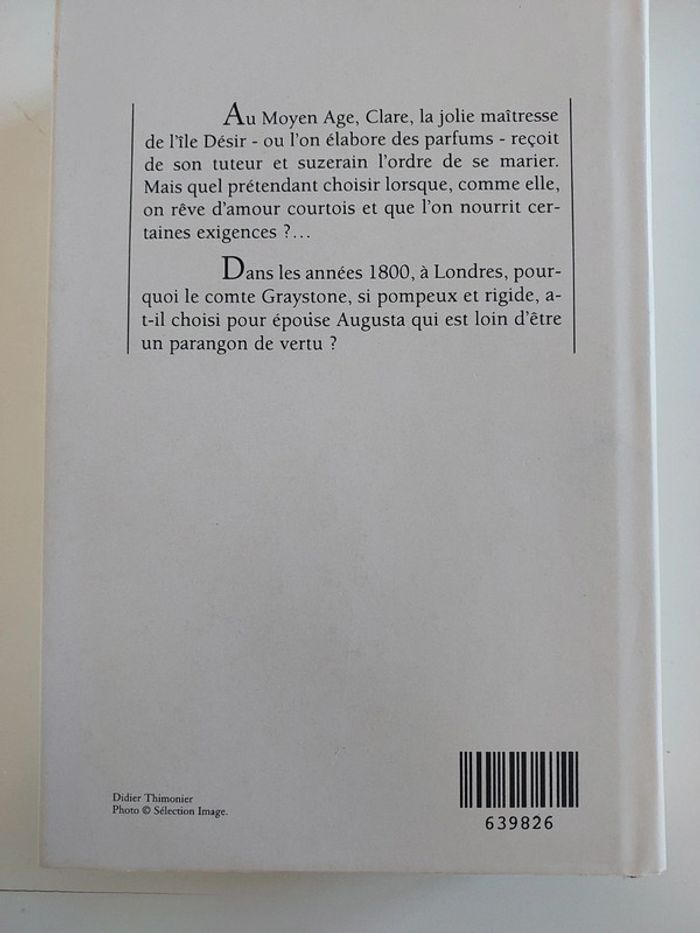 Au Moyen Age, Clare, la jolie maîtresse
de l'île Désir - ou l'on élabore des parfums - reçoit
de son tuteur et suzerain l'ordre de se marier.
Mais quel prétendant choisir lorsque, comme elle,
on rêve d'amour courtois et que l'on nourrit cer-
taines exigences ?...
Dans les années 1800, à Londres, pour-
quoi le comte Graystone, si pompeux et rigide, a-
t-il choisi pour épouse Augusta qui est loin d'être
un parangon de vertu ?
Didier Thimonier
Photo © Sélection Image.
639826